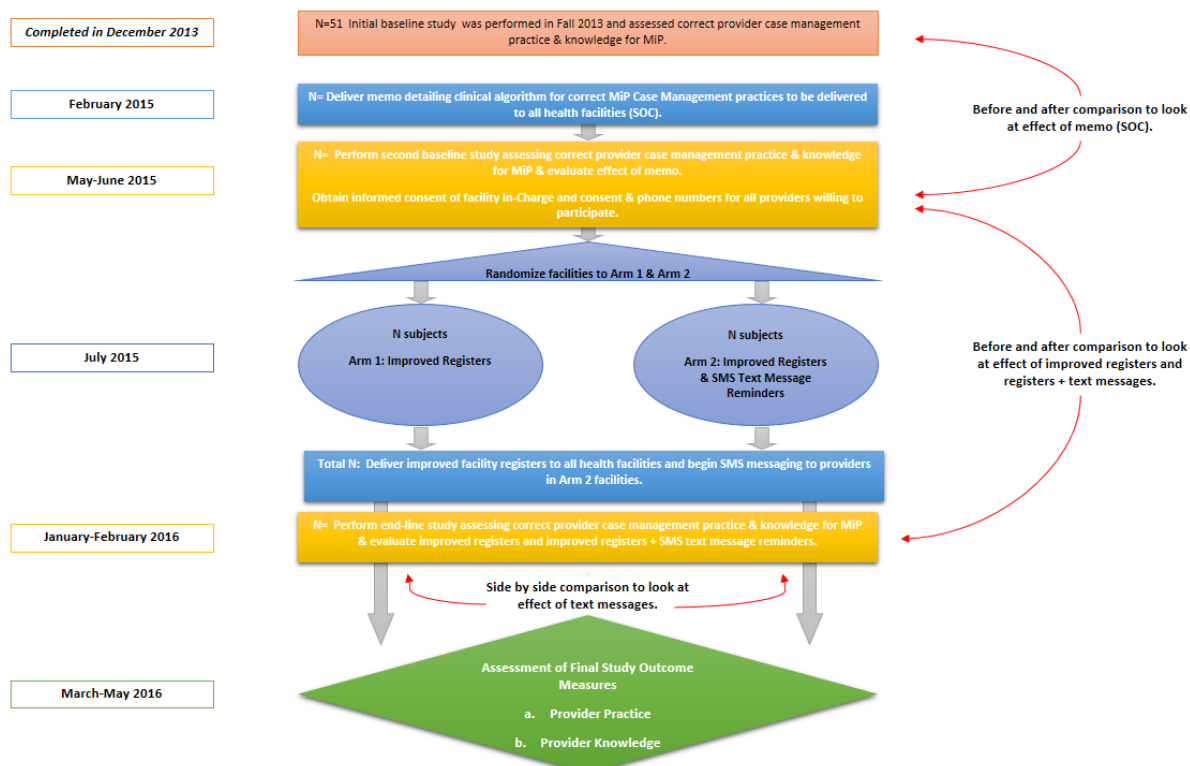 Completed in December 2013
N=51  Initial baseline study  was performed in Fall 2013 and assessed correct provider case management
practice & knowledge for MiP.
February 2015
N= Deliver memo detailing clinical algorithm for correct MiP Case Management practices to be delivered
to all health facilities (SOC).
Before and after comparison to look
at effect of memo (SOC).
May-June 2015
N=  Perform second baseline study assessing correct provider case management practice & knowledge
for MiP & evaluate effect of memo.
Obtain informed consent of facility In-Charge and consent & phone numbers for all providers willing to
participate.
Randomize facilities to Arm 1 & Arm 2
July 2015
N subjects
Arm 1: Improved Registers
N subjects
Arm 2: Improved Registers
& SMS Text Message
Reminders
Before and after comparison to look
at effect of improved registers and
registers + text messages.
Total N:  Deliver improved facility registers to all health facilities and begin SMS messaging to providers
in Arm 2 facilities.
January-February 2016
N=  Perform end-line study assessing correct provider case management practice & knowledge for MiP
& evaluate improved registers and improved registers + SMS text message reminders.
Side by side comparison to look at
effect of text messages.
March-May 2016
Assessment of Final Study Outcome
Measures
a. Provider Practice
b. Provider Knowledge